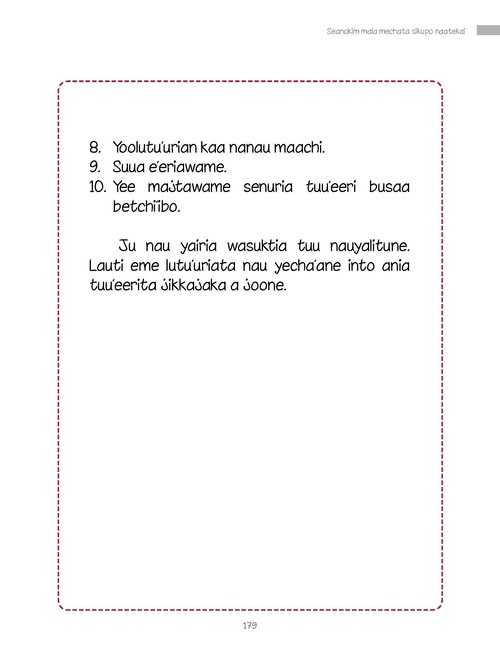 Seanokim mala mechata sikupo naatekai
8. Yoolutu'urian kaa nanau maachi.
9. Suua e'eriawame.
10. Yee majtawame senuria tuu'eeri busaa
betchi'ibo.
Ju nau yairia wasuktia tuu nauyalitune.
Lauti eme lutu'uriata nau yecha'ane into ania
tuu'eerita jikkajaka a joone.
179